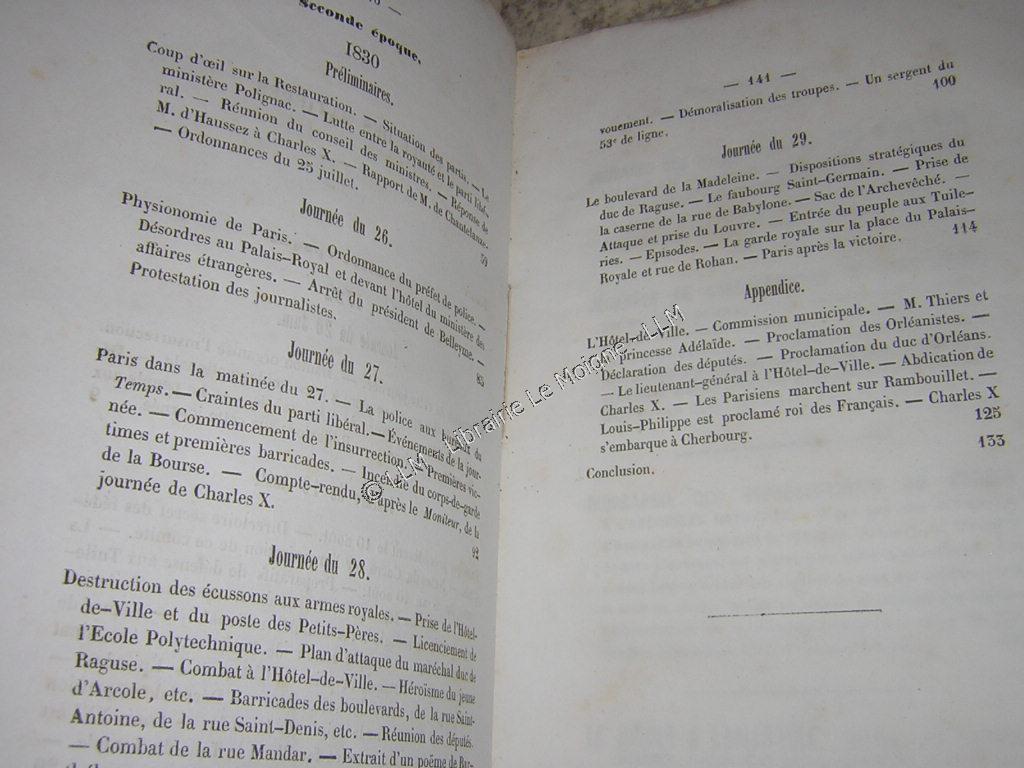 Seconde époque.
1830
Préliminaires.
Coup d'œil sur la Restauration. — Situation des partis. — Le
ministère Polignac. — Lutte entre la royauté et le parti libé-
ral. — Réunion du conseil des ministres. — Réponse de
M. d'Haussez à Charles X. — Rapport de M. de Chantelauze.
— Ordonnances du 25 juillet. 59
Journée du 26.
Physionomie de Paris. — Ordonnance du préfet de police. —
Désordres au Palais-Royal et devant l'hôtel du ministère des
affaires étrangères. — Arrêt du président de Belleyme. —
Protestation des journalistes. 85
Journée du 27.
Paris dans la matinée du 27. — La police aux bureaux du
Temps. — Craintes du parti libéral. — Événements de la jour-
née. — Commencement de l'insurrection. — Premières vic-
times et premières barricades. — Incendie du corps-de-garde
de la Bourse. — Compte-rendu, d'après le Moniteur, de la
journée de Charles X. 92
Journée du 28.
Destruction des écussons aux armes royales. — Prise de l'Hôtel-
de-Ville et du poste des Petits-Pères. — Licenciement de
l'Ecole Polytechnique. — Plan d'attaque du maréchal duc de
Raguse. — Combat à l'Hôtel-de-Ville. — Héroïsme du jeune
d'Arcole, etc. — Barricades des boulevards, de la rue Saint-
Antoine, de la rue Saint-Denis, etc. — Réunion des députés.
— Combat de la rue Mandar. — Extrait d'un poëme de Bar-
— 141 —
vouement. — Démoralisation des troupes. — Un sergent du
53e de ligne. 100
Journée du 29.
Le boulevard de la Madeleine. — Dispositions stratégiques du
duc de Raguse. — Le faubourg Saint-Germain. — Prise de
la caserne de la rue de Babylone. — Sac de l'Archevêché. —
Attaque et prise du Louvre. — Entrée du peuple aux Tuile-
ries. — Episodes. — La garde royale sur la place du Palais-
Royale et rue de Rohan. — Paris après la victoire. 114
Appendice.
L'Hôtel-de-Ville. — Commission municipale. — M. Thiers et
la princesse Adélaïde. — Proclamation des Orléanistes. —
Déclaration des députés. — Proclamation du duc d'Orléans.
— Le lieutenant-général à l'Hôtel-de-Ville. — Abdication de
Charles X. — Les Parisiens marchent sur Rambouillet. —
Louis-Philippe est proclamé roi des Français. — Charles X
s'embarque à Cherbourg. 125
Conclusion. 133
© LLM Librairie Le Moigne - LLM